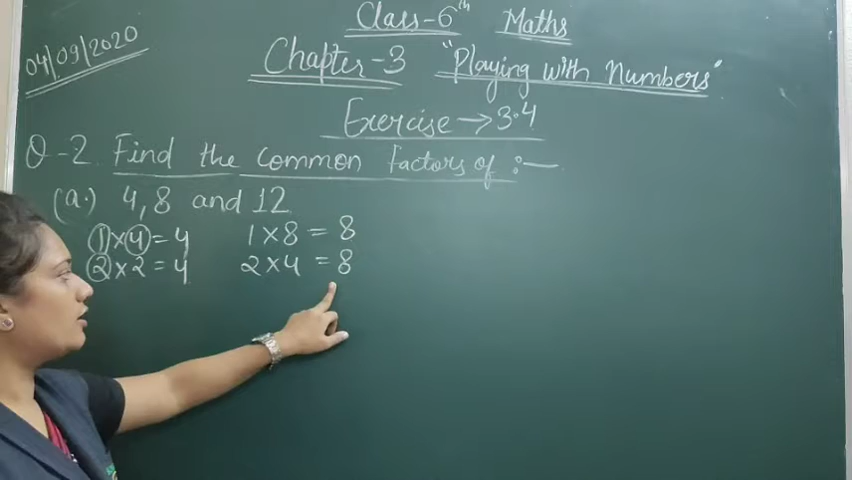 Class-6th Maths
04/09/2020
Chapter-3 "Playing with Numbers"
Exercise → 3.4
Q-2. Find the common factors of :—
(a.) 4, 8 and 12
1×4=4 1×8=8
2×2=4 2×4=8